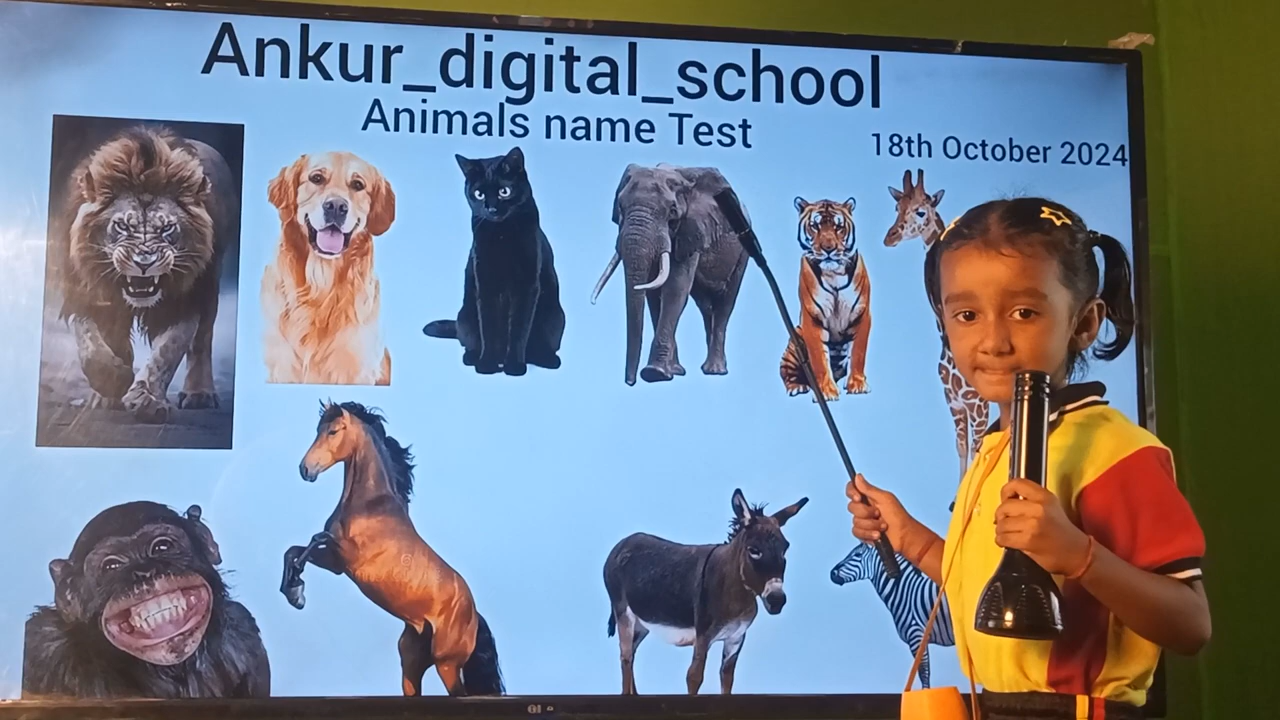 Ankur_digital_school
Animals name Test
18th October 2024